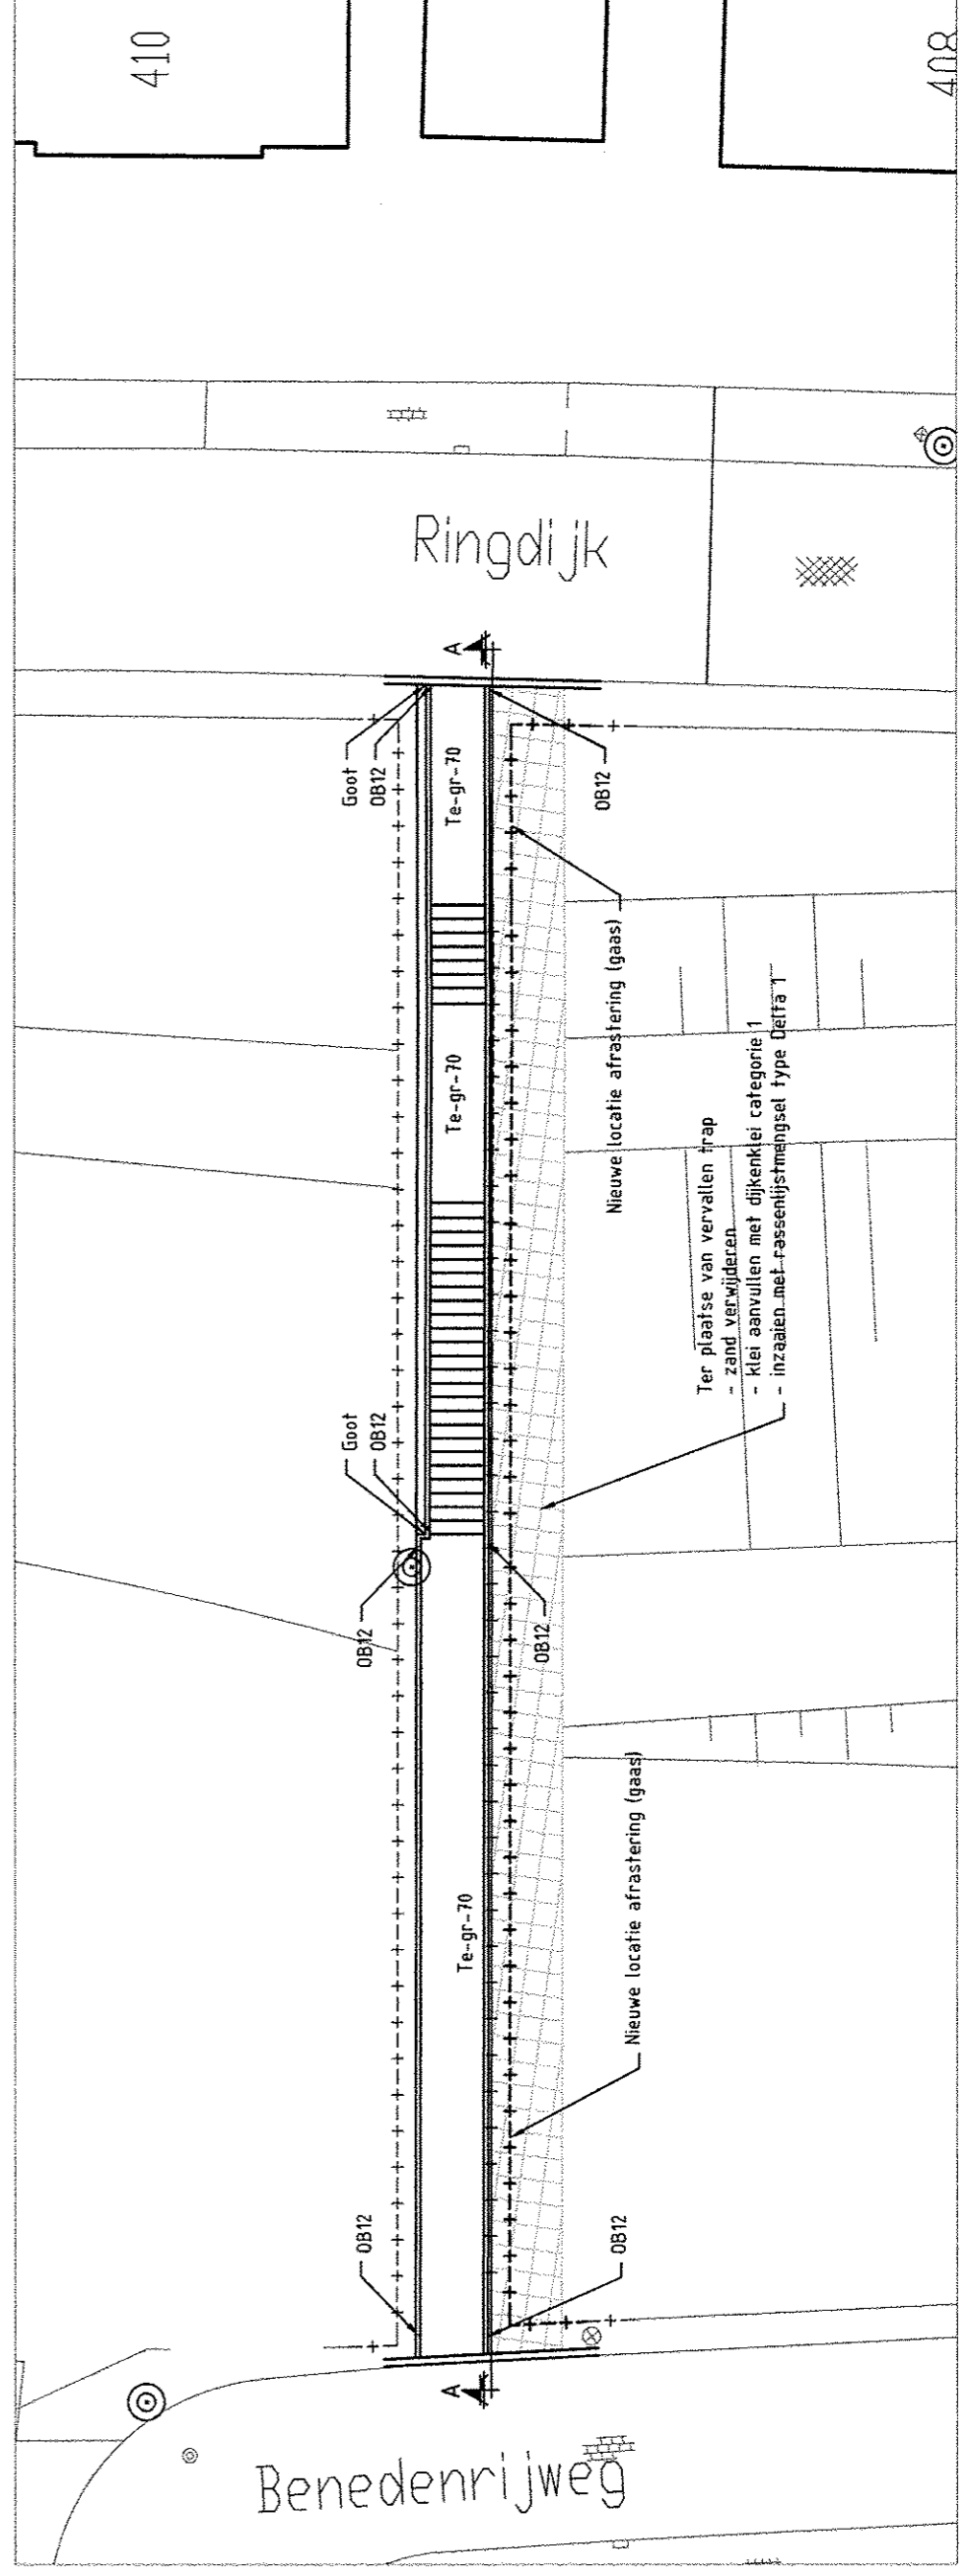 410
408
Ringdijk
A
Goot
OB12
Te-gr-70
OB12
Nieuwe locatie afrastering (gaas)
Te-gr-70
Ter plaatse van vervallen trap
- zand verwijderen
- klei aanvullen met dijkenklei categorie 1
- inzaaien met rassenlijstmengsel type Delta 1
Goot
OB12
OB12
OB12
Te-gr-70
Nieuwe locatie afrastering (gaas)
OB12
OB12
A
Benedenrijweg